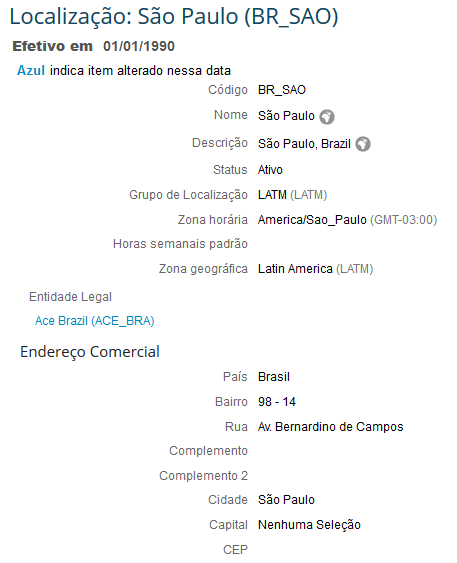 Localização: São Paulo (BR_SAO)
Efetivo em 01/01/1990
Azul indica item alterado nessa data
Código BR_SAO
Nome São Paulo
Descrição São Paulo, Brazil
Status Ativo
Grupo de Localização LATM (LATM)
Zona horária America/Sao_Paulo (GMT-03:00)
Horas semanais padrão
Zona geográfica Latin America (LATM)
Entidade Legal
Ace Brazil (ACE_BRA)
Endereço Comercial
País Brasil
Bairro 98 - 14
Rua Av. Bernardino de Campos
Complemento
Complemento 2
Cidade São Paulo
Capital Nenhuma Seleção
CEP